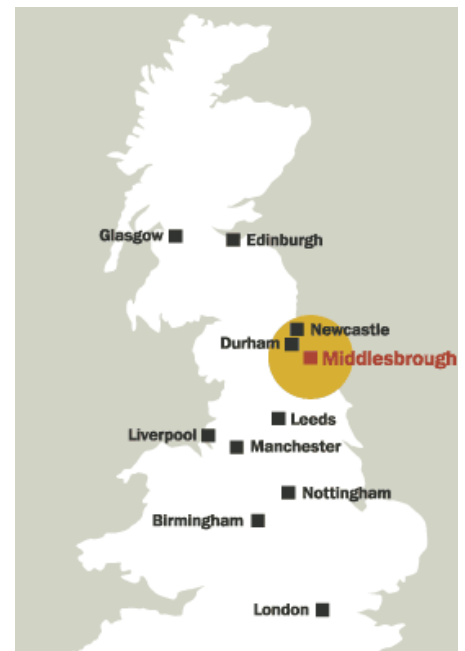 Glasgow
Edinburgh
Newcastle
Durham
Middlesbrough
Leeds
Liverpool
Manchester
Nottingham
Birmingham
London